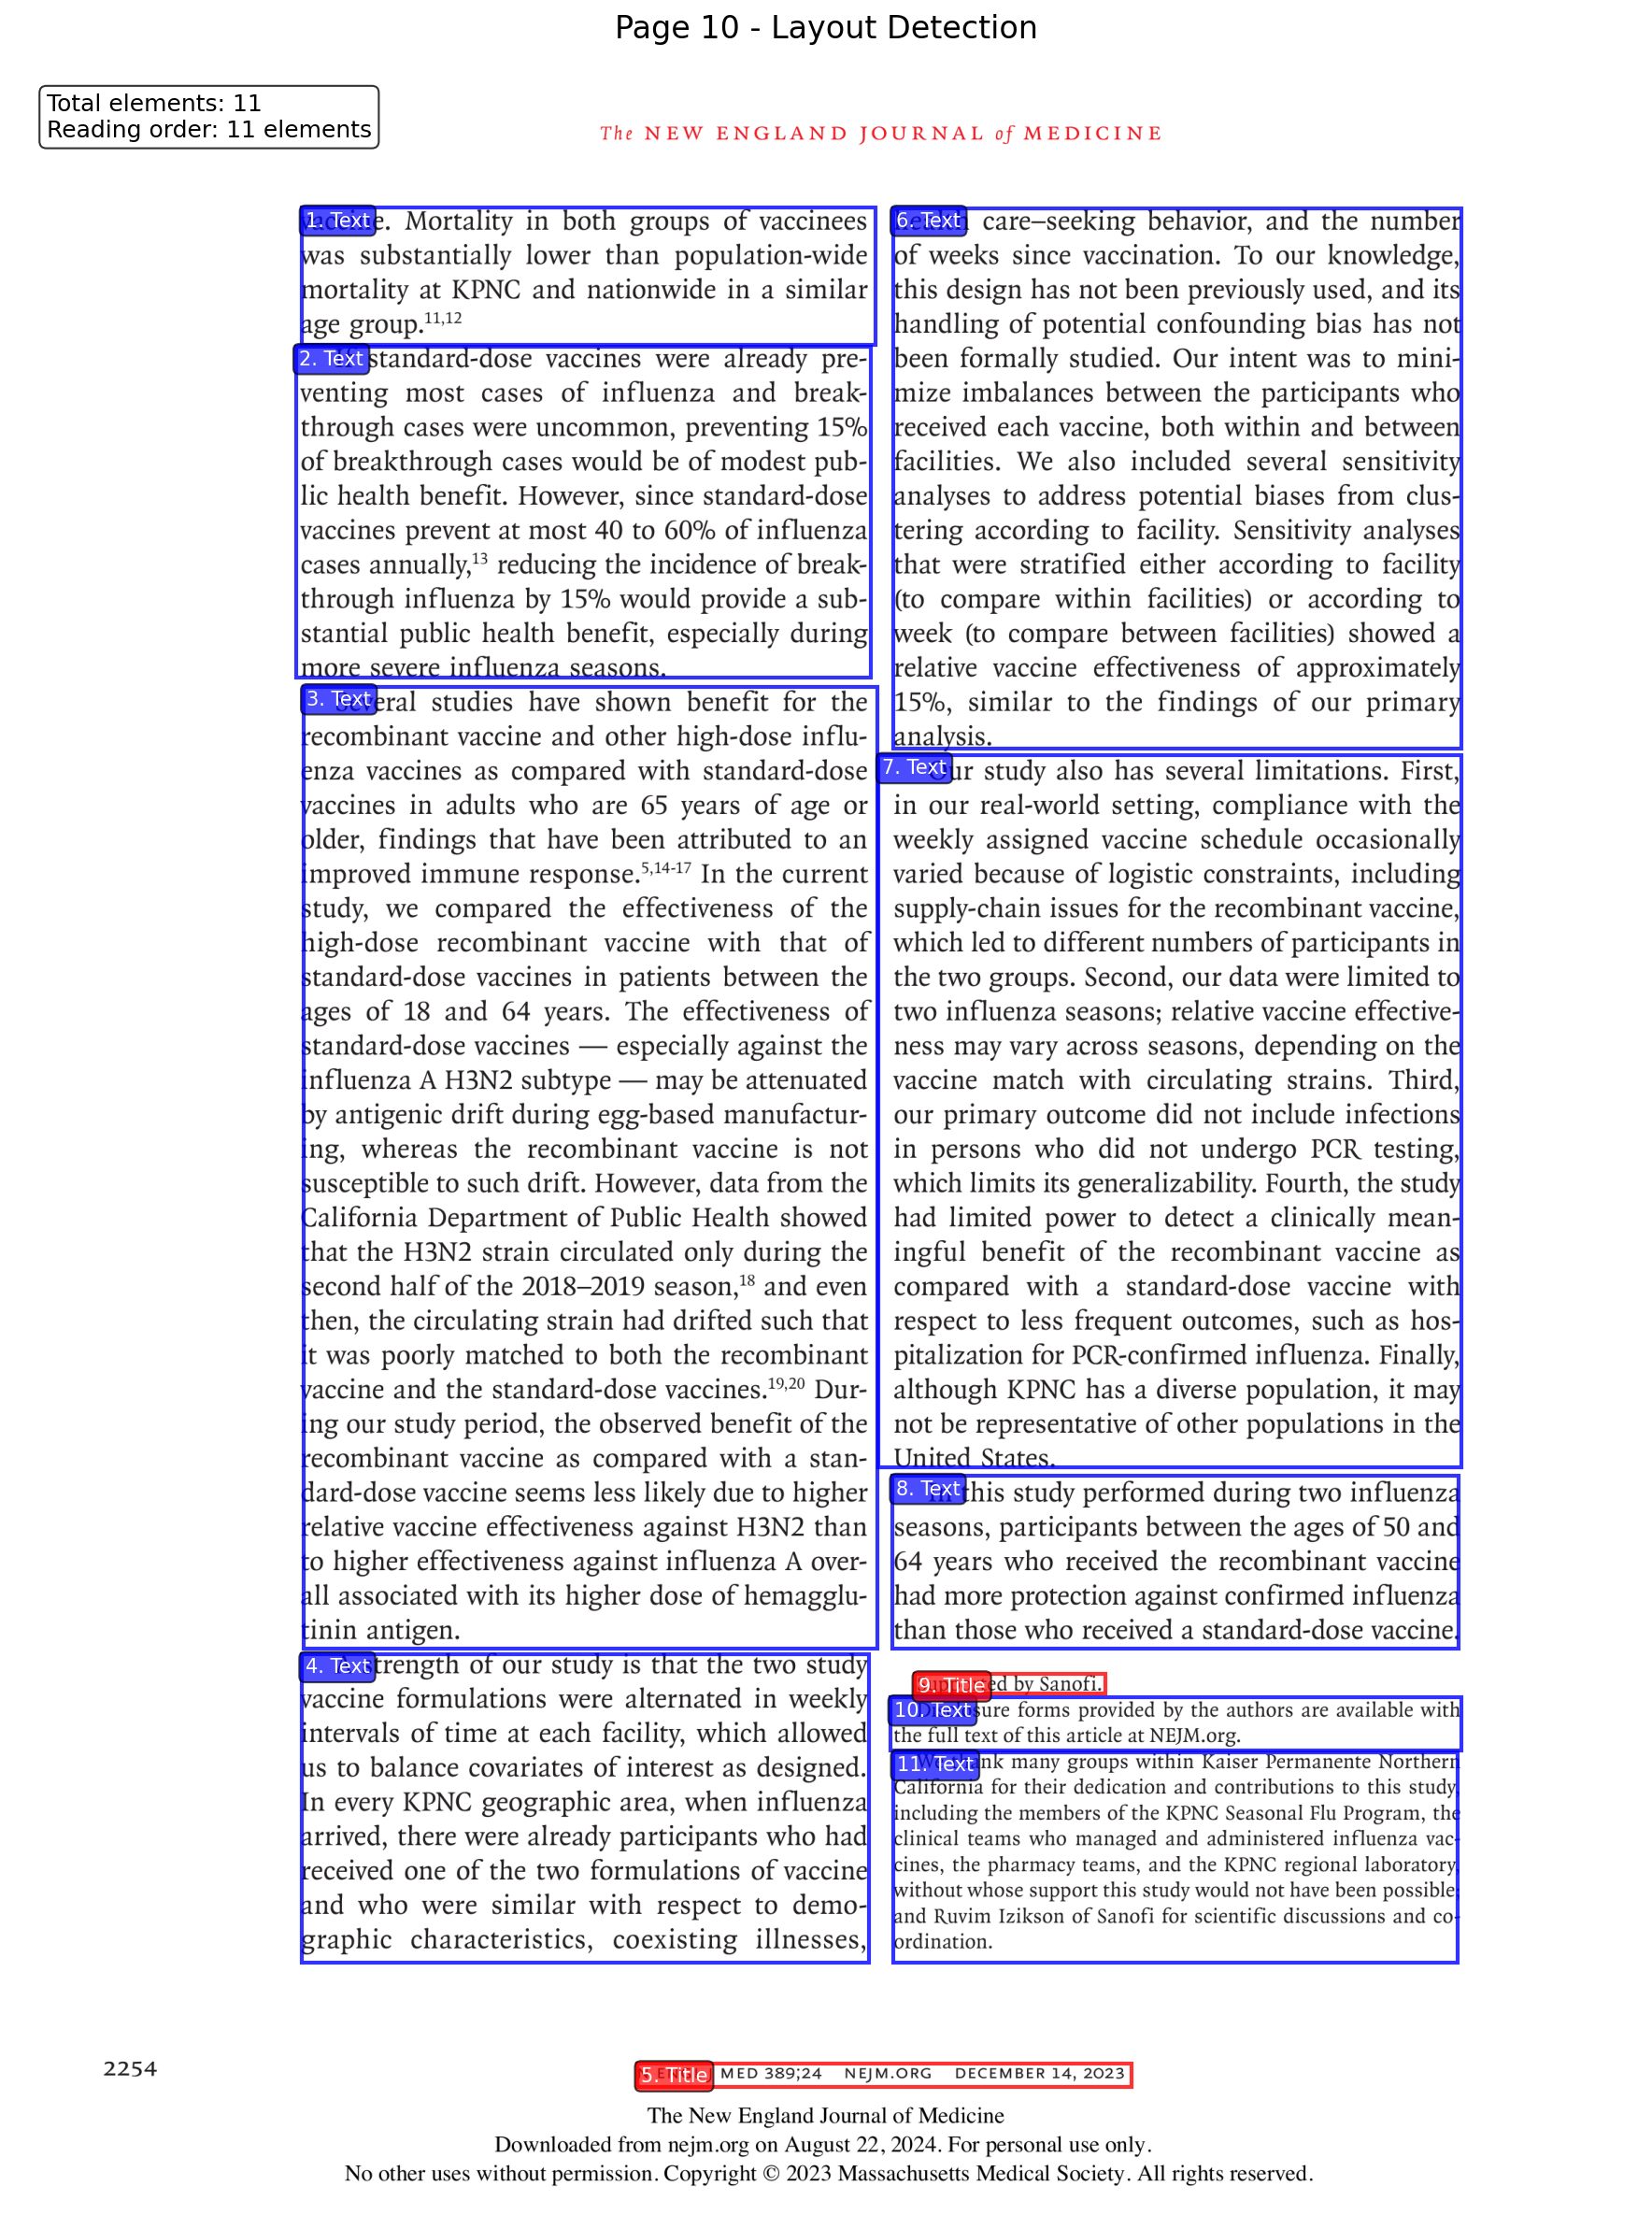 Page 10 - Layout Detection
Total elements: 11
Reading order: 11 elements
The NEW ENGLAND JOURNAL of MEDICINE
1. Text
Mortality in both groups of vaccinees
was substantially lower than population-wide
mortality at KPNC and nationwide in a similar
age group.11,12
2. Text
standard-dose vaccines were already pre-
venting most cases of influenza and break-
through cases were uncommon, preventing 15%
of breakthrough cases would be of modest pub-
lic health benefit. However, since standard-dose
vaccines prevent at most 40 to 60% of influenza
cases annually,13 reducing the incidence of break-
through influenza by 15% would provide a sub-
stantial public health benefit, especially during
more severe influenza seasons.
3. Text
studies have shown benefit for the
recombinant vaccine and other high-dose influ-
enza vaccines as compared with standard-dose
vaccines in adults who are 65 years of age or
older, findings that have been attributed to an
improved immune response.5,14-17 In the current
study, we compared the effectiveness of the
high-dose recombinant vaccine with that of
standard-dose vaccines in patients between the
ages of 18 and 64 years. The effectiveness of
standard-dose vaccines — especially against the
influenza A H3N2 subtype — may be attenuated
by antigenic drift during egg-based manufactur-
ing, whereas the recombinant vaccine is not
susceptible to such drift. However, data from the
California Department of Public Health showed
that the H3N2 strain circulated only during the
second half of the 2018–2019 season,18 and even
then, the circulating strain had drifted such that
it was poorly matched to both the recombinant
vaccine and the standard-dose vaccines.19,20 Dur-
ing our study period, the observed benefit of the
recombinant vaccine as compared with a stan-
dard-dose vaccine seems less likely due to higher
relative vaccine effectiveness against H3N2 than
to higher effectiveness against influenza A over-
all associated with its higher dose of hemagglu-
tinin antigen.
4. Text
strength of our study is that the two study
vaccine formulations were alternated in weekly
intervals of time at each facility, which allowed
us to balance covariates of interest as designed.
In every KPNC geographic area, when influenza
arrived, there were already participants who had
received one of the two formulations of vaccine
and who were similar with respect to demo-
graphic characteristics, coexisting illnesses,
6. Text
care–seeking behavior, and the number
of weeks since vaccination. To our knowledge,
this design has not been previously used, and its
handling of potential confounding bias has not
been formally studied. Our intent was to mini-
mize imbalances between the participants who
received each vaccine, both within and between
facilities. We also included several sensitivity
analyses to address potential biases from clus-
tering according to facility. Sensitivity analyses
that were stratified either according to facility
(to compare within facilities) or according to
week (to compare between facilities) showed a
relative vaccine effectiveness of approximately
15%, similar to the findings of our primary
analysis.
7. Text
Our study also has several limitations. First,
in our real-world setting, compliance with the
weekly assigned vaccine schedule occasionally
varied because of logistic constraints, including
supply-chain issues for the recombinant vaccine,
which led to different numbers of participants in
the two groups. Second, our data were limited to
two influenza seasons; relative vaccine effective-
ness may vary across seasons, depending on the
vaccine match with circulating strains. Third,
our primary outcome did not include infections
in persons who did not undergo PCR testing,
which limits its generalizability. Fourth, the study
had limited power to detect a clinically mean-
ingful benefit of the recombinant vaccine as
compared with a standard-dose vaccine with
respect to less frequent outcomes, such as hos-
pitalization for PCR-confirmed influenza. Finally,
although KPNC has a diverse population, it may
not be representative of other populations in the
United States.
8. Text
this study performed during two influenza
seasons, participants between the ages of 50 and
64 years who received the recombinant vaccine
had more protection against confirmed influenza
than those who received a standard-dose vaccine.
9. Title
by Sanofi.
10. Text
forms provided by the authors are available with
the full text of this article at NEJM.org.
11. Text
many groups within Kaiser Permanente Northern
California for their dedication and contributions to this study,
including the members of the KPNC Seasonal Flu Program, the
clinical teams who managed and administered influenza vac-
cines, the pharmacy teams, and the KPNC regional laboratory,
without whose support this study would not have been possible;
and Ruvim Izikson of Sanofi for scientific discussions and co-
ordination.
2254
5. Title
MED 389;24 NEJM.ORG DECEMBER 14, 2023
The New England Journal of Medicine
Downloaded from nejm.org on August 22, 2024. For personal use only.
No other uses without permission. Copyright © 2023 Massachusetts Medical Society. All rights reserved.